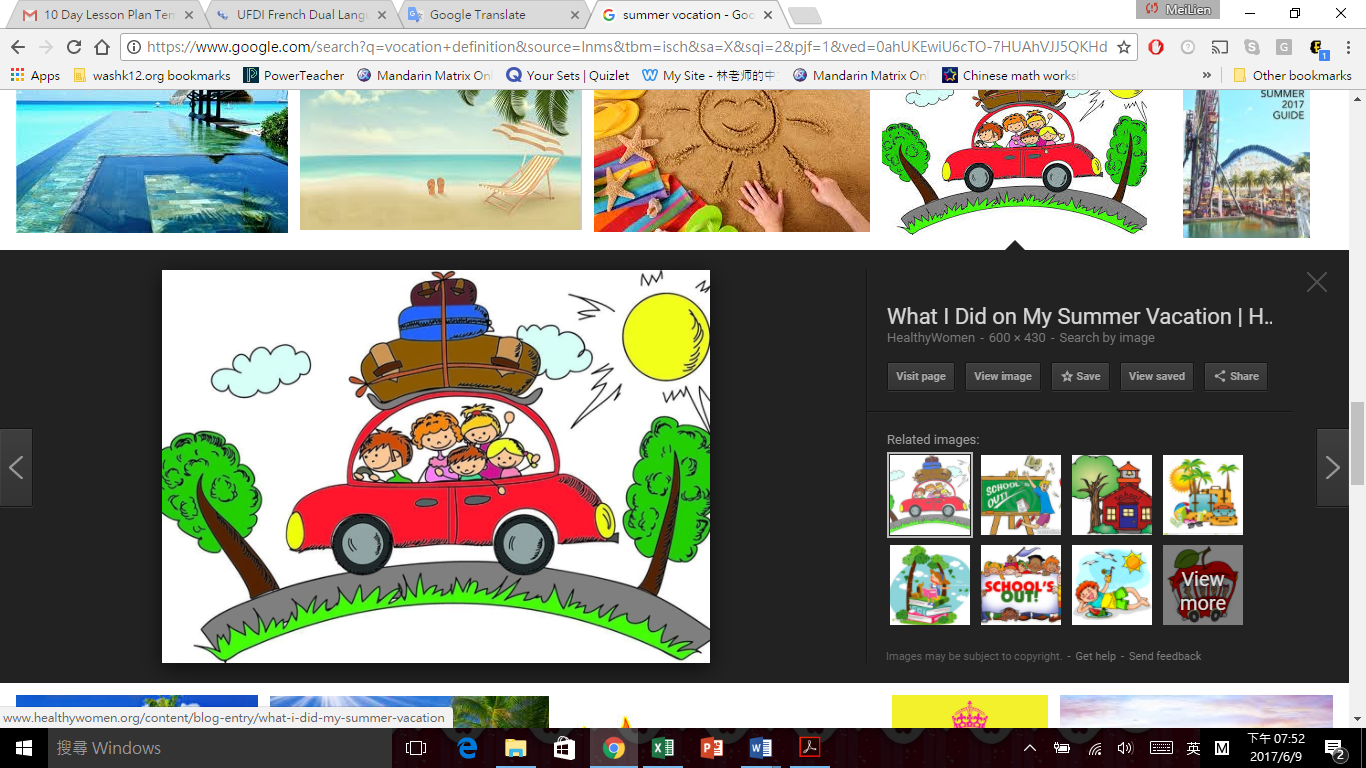 10 Day Lesson Plan Ten
UFDI French Dual Langu
Google Translate
summer vocation - Goo
MeiLien
https://www.google.com/search?q=vocation+definition&source=lnms&tbm=isch&sa=X&sqi=2&pjf=1&ved=0ahUKEwiU6cTO-7HUAhVJJ5QKHd
Apps
washk12.org bookmarks
PowerTeacher
Mandarin Matrix Onl
Your Sets | Quizlet
My Site - 林老师的中文
Mandarin Matrix Onl
Chinese math works
»
Other bookmarks
1
SUMMER
2017
GUIDE
What I Did on My Summer Vacation | H...
HealthyWomen - 600 × 430 - Search by image
Visit page
View image
Save
View saved
Share
Related images:
SCHOOL'S
OUT!
SCHOOL'S
OUT!
View
more
Images may be subject to copyright. - Get help - Send feedback
www.healthywomen.org/content/blog-entry/what-i-did-my-summer-vacation
搜尋 Windows
英
M
下午 07:52
2017/6/9
2